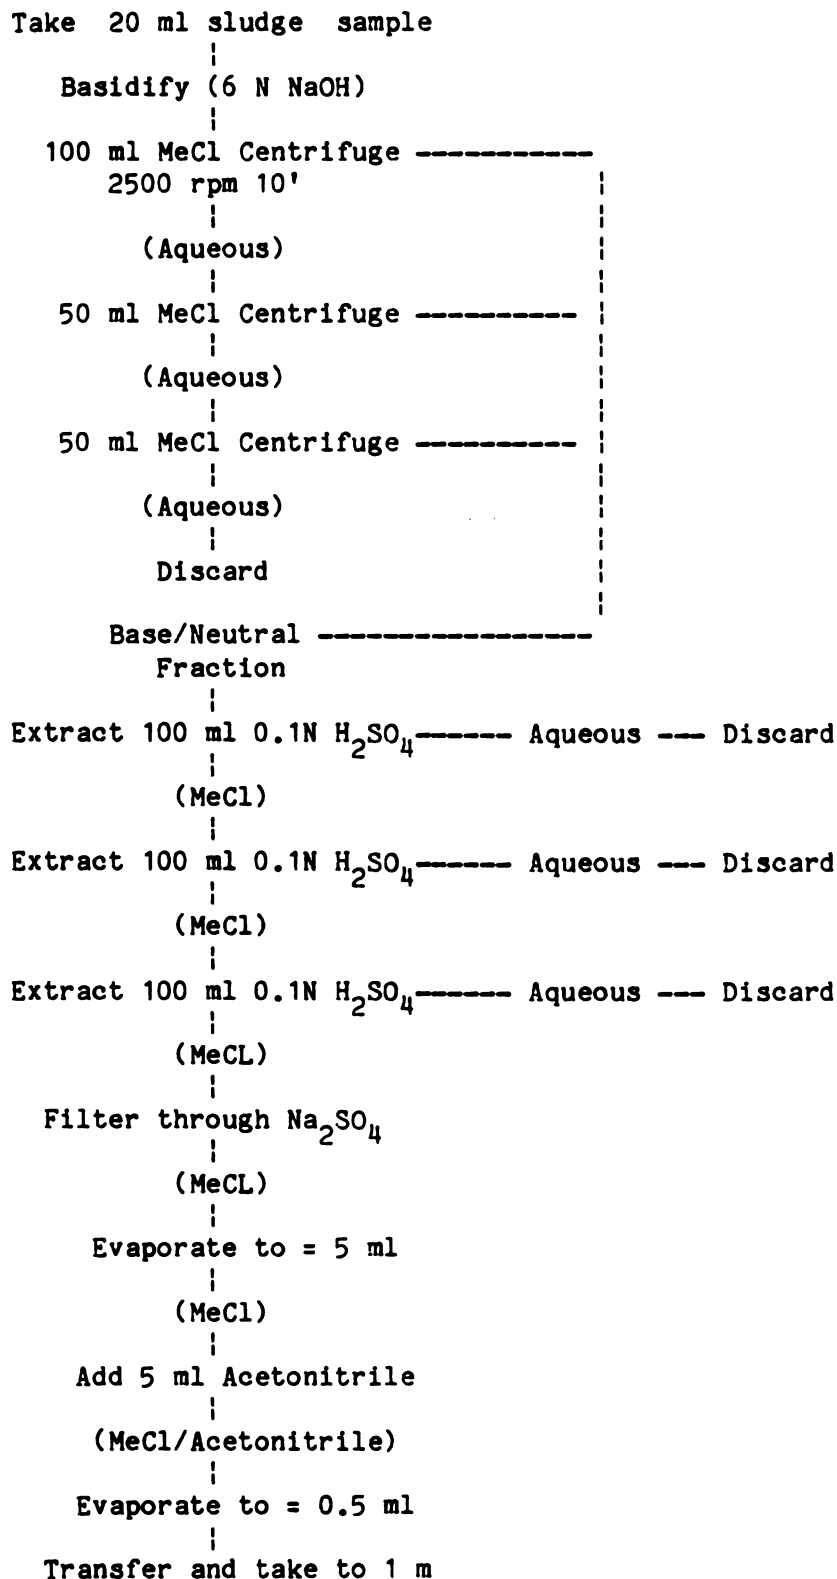 Take 20 ml sludge sample
Basidify (6 N NaOH)
100 ml MeCl Centrifuge
2500 rpm 10'
(Aqueous)
50 ml MeCl Centrifuge
(Aqueous)
50 ml MeCl Centrifuge
(Aqueous)
Discard
Base/Neutral
Fraction
Extract 100 ml 0.1N H₂SO₄------ Aqueous --- Discard
(MeCl)
Extract 100 ml 0.1N H₂SO₄------ Aqueous --- Discard
(MeCl)
Extract 100 ml 0.1N H₂SO₄------ Aqueous --- Discard
(MeCL)
Filter through Na₂SO₄
(MeCL)
Evaporate to = 5 ml
(MeCl)
Add 5 ml Acetonitrile
(MeCl/Acetonitrile)
Evaporate to = 0.5 ml
Transfer and take to 1 m